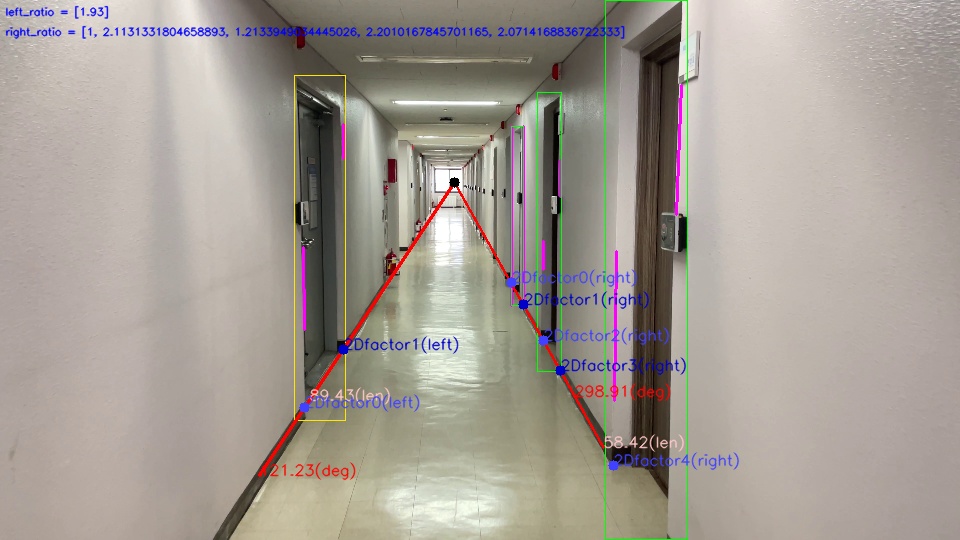 left_ratio = [1.93]
right_ratio = [1, 2.1131331804658893, 1.2133949 34445026, 2.2010167845701165, 2.0714168836722333]
2Dfactor0(right)
2Dfactor1(right)
2Dfactor2(right)
2Dfactor1(left)
2Dfactor3(right)
298.91(deg)
89.43(len)
2Dfactor0(left)
58.42(len)
2Dfactor4(right)
21.23(deg)